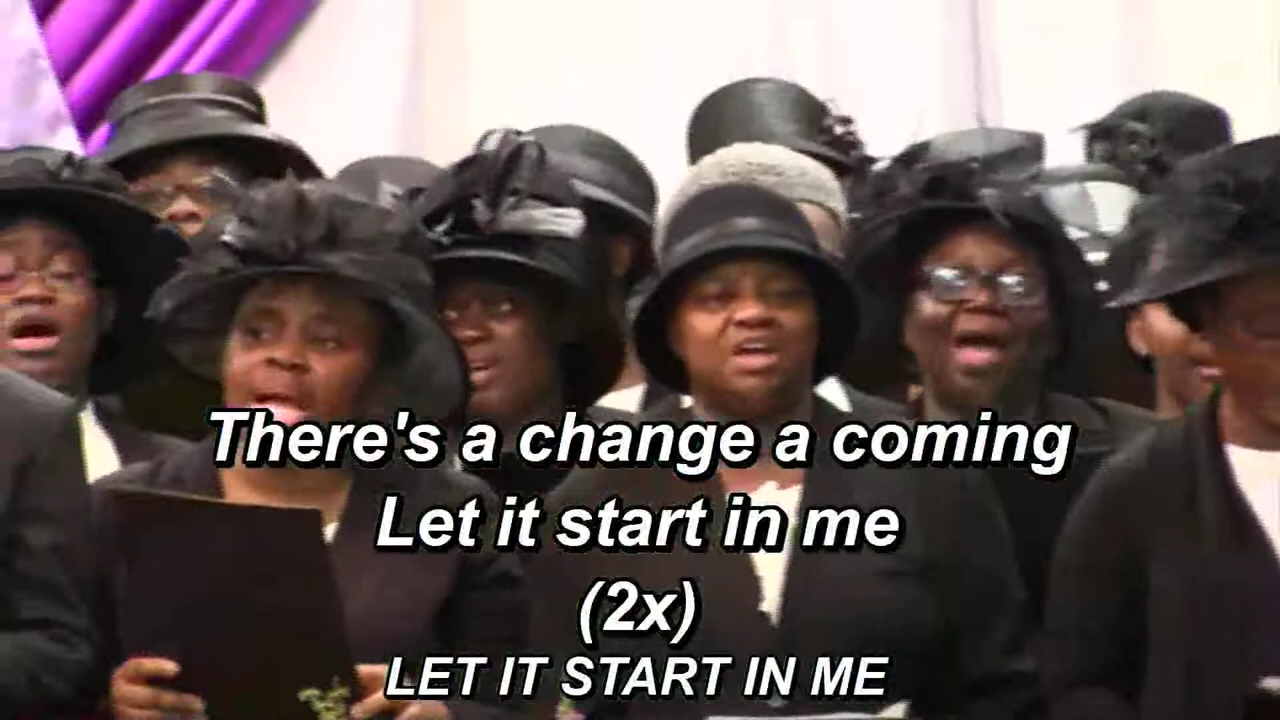 There's a change a coming
Let it start in me
(2x)
LET IT START IN ME